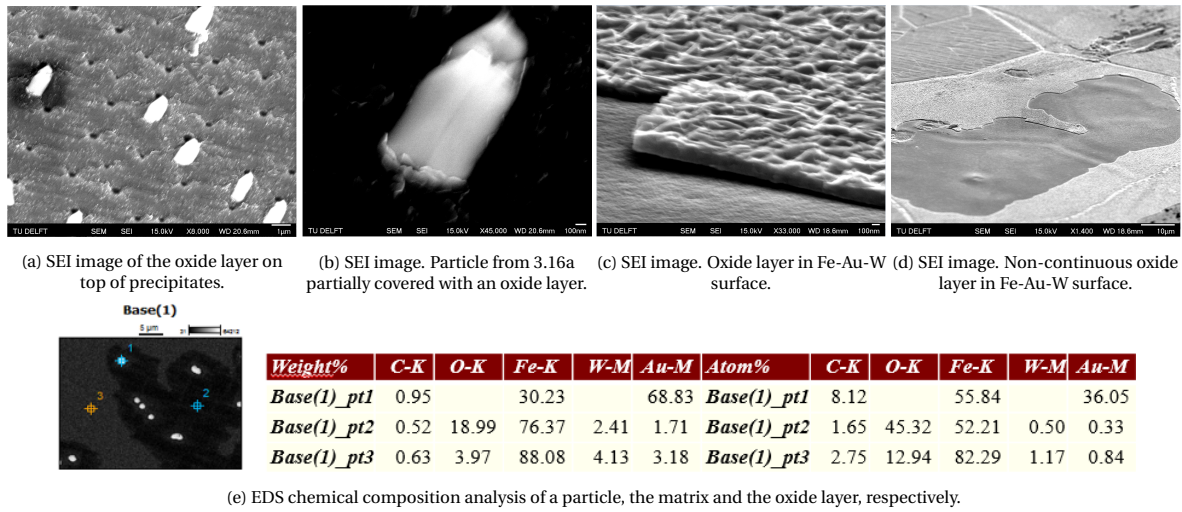 TU DELFT SEM SEI 15.0kV X8,000 WD 20.6mm 1µm
TU DELFT SEM SEI 15.0kV X45,000 WD 20.6mm 100nm
TU DELFT SEM SEI 15.0kV X33,000 WD 18.6mm 100nm
TU DELFT SEM SEI 15.0kV X1,400 WD 18.6mm 10µm
(a) SEI image of the oxide layer on
top of precipitates.
(b) SEI image. Particle from 3.16a
partially covered with an oxide layer.
(c) SEI image. Oxide layer in Fe-Au-W
surface.
(d) SEI image. Non-continuous oxide
layer in Fe-Au-W surface.
Base(1)
5 µm
1
2
3
Weight% C-K O-K Fe-K W-M Au-M Atom% C-K O-K Fe-K W-M Au-M
Base(1)_pt1 0.95 30.23 68.83 Base(1)_pt1 8.12 55.84 36.05
Base(1)_pt2 0.52 18.99 76.37 2.41 1.71 Base(1)_pt2 1.65 45.32 52.21 0.50 0.33
Base(1)_pt3 0.63 3.97 88.08 4.13 3.18 Base(1)_pt3 2.75 12.94 82.29 1.17 0.84
(e) EDS chemical composition analysis of a particle, the matrix and the oxide layer, respectively.